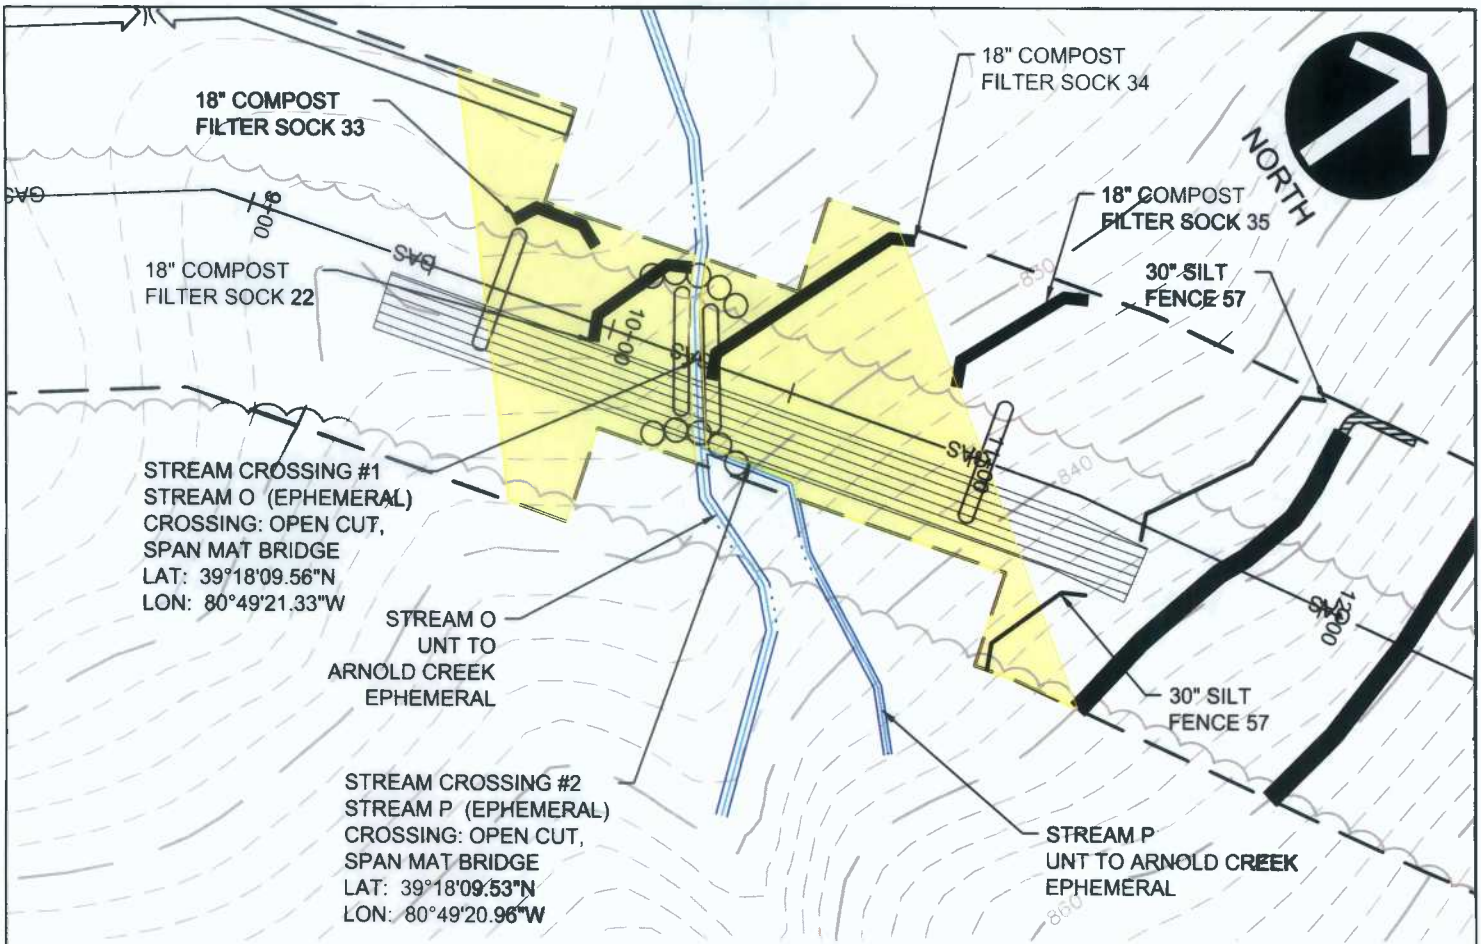 18" COMPOST
FILTER SOCK 33
18" COMPOST
FILTER SOCK 34
NORTH
18" COMPOST
FILTER SOCK 35
30" SILT
FENCE 57
GAS
9+00
GAS
18" COMPOST
FILTER SOCK 22
830
10+00
GAS
840
STREAM CROSSING #1
STREAM O (EPHEMERAL)
CROSSING: OPEN CUT,
SPAN MAT BRIDGE
LAT: 39°18'09.56"N
LON: 80°49'21.33"W
STREAM O
UNT TO
ARNOLD CREEK
EPHEMERAL
12+00
30" SILT
FENCE 57
STREAM CROSSING #2
STREAM P (EPHEMERAL)
CROSSING: OPEN CUT,
SPAN MAT BRIDGE
LAT: 39°18'09.53"N
LON: 80°49'20.96"W
STREAM P
UNT TO ARNOLD CREEK
EPHEMERAL
860